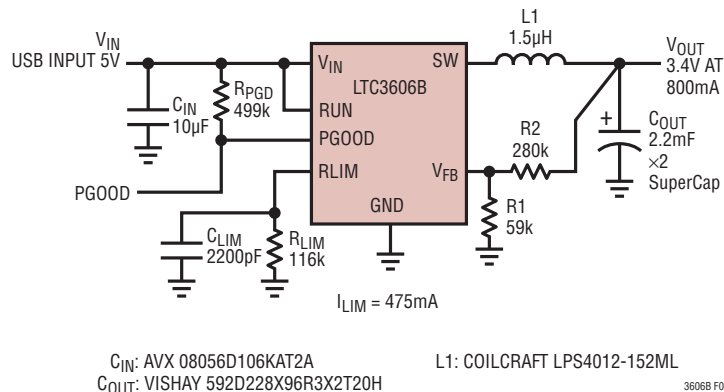 L1
1.5µH
VIN
USB INPUT 5V
VOUT
3.4V AT
800mA
VIN
SW
LTC3606B
RPGD
499k
CIN
10µF
RUN
PGOOD
COUT
2.2mF
×2
SuperCap
+
R2
280k
PGOOD
RLIM
VFB
GND
R1
59k
CLIM
2200pF
RLIM
116k
ILIM = 475mA
CIN: AVX 08056D106KAT2A
L1: COILCRAFT LPS4012-152ML
COUT: VISHAY 592D228X96R3X2T20H
3606B F0